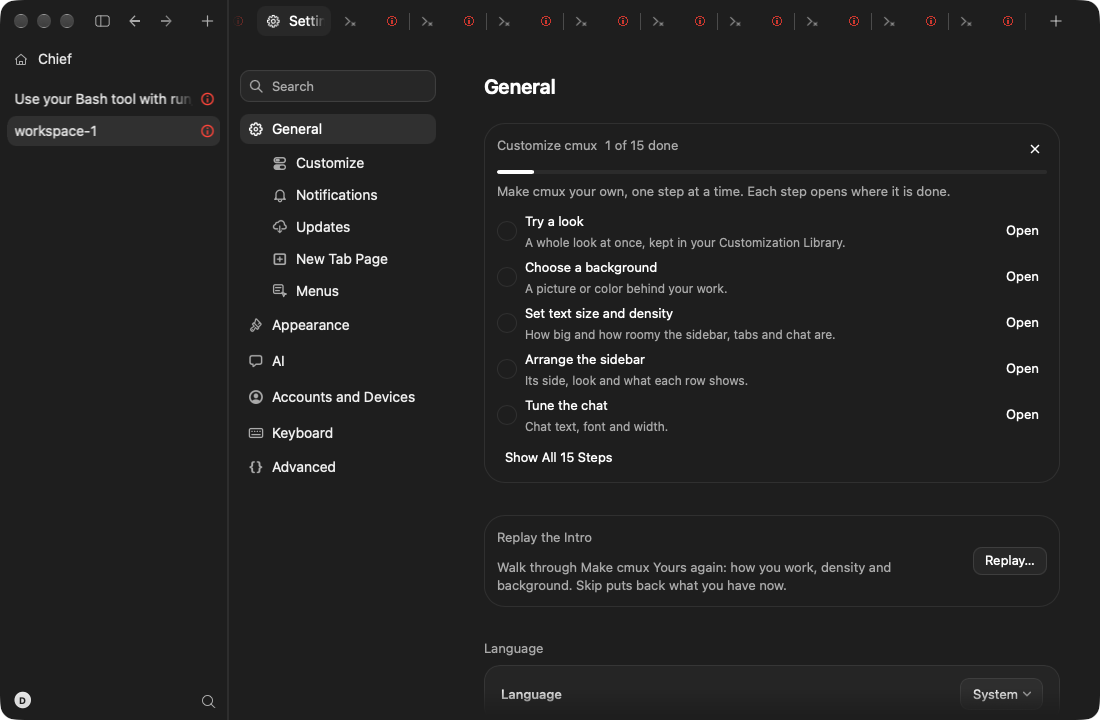 Settin
Chief
Use your Bash tool with run
workspace-1
D
Search
General
Customize
Notifications
Updates
New Tab Page
Menus
Appearance
AI
Accounts and Devices
Keyboard
Advanced
General
Customize cmux 1 of 15 done
Make cmux your own, one step at a time. Each step opens where it is done.
Try a look
A whole look at once, kept in your Customization Library.
Open
Choose a background
A picture or color behind your work.
Open
Set text size and density
How big and how roomy the sidebar, tabs and chat are.
Open
Arrange the sidebar
Its side, look and what each row shows.
Open
Tune the chat
Chat text, font and width.
Open
Show All 15 Steps
Replay the Intro
Walk through Make cmux Yours again: how you work, density and
background. Skip puts back what you have now.
Replay...
Language
Language
System